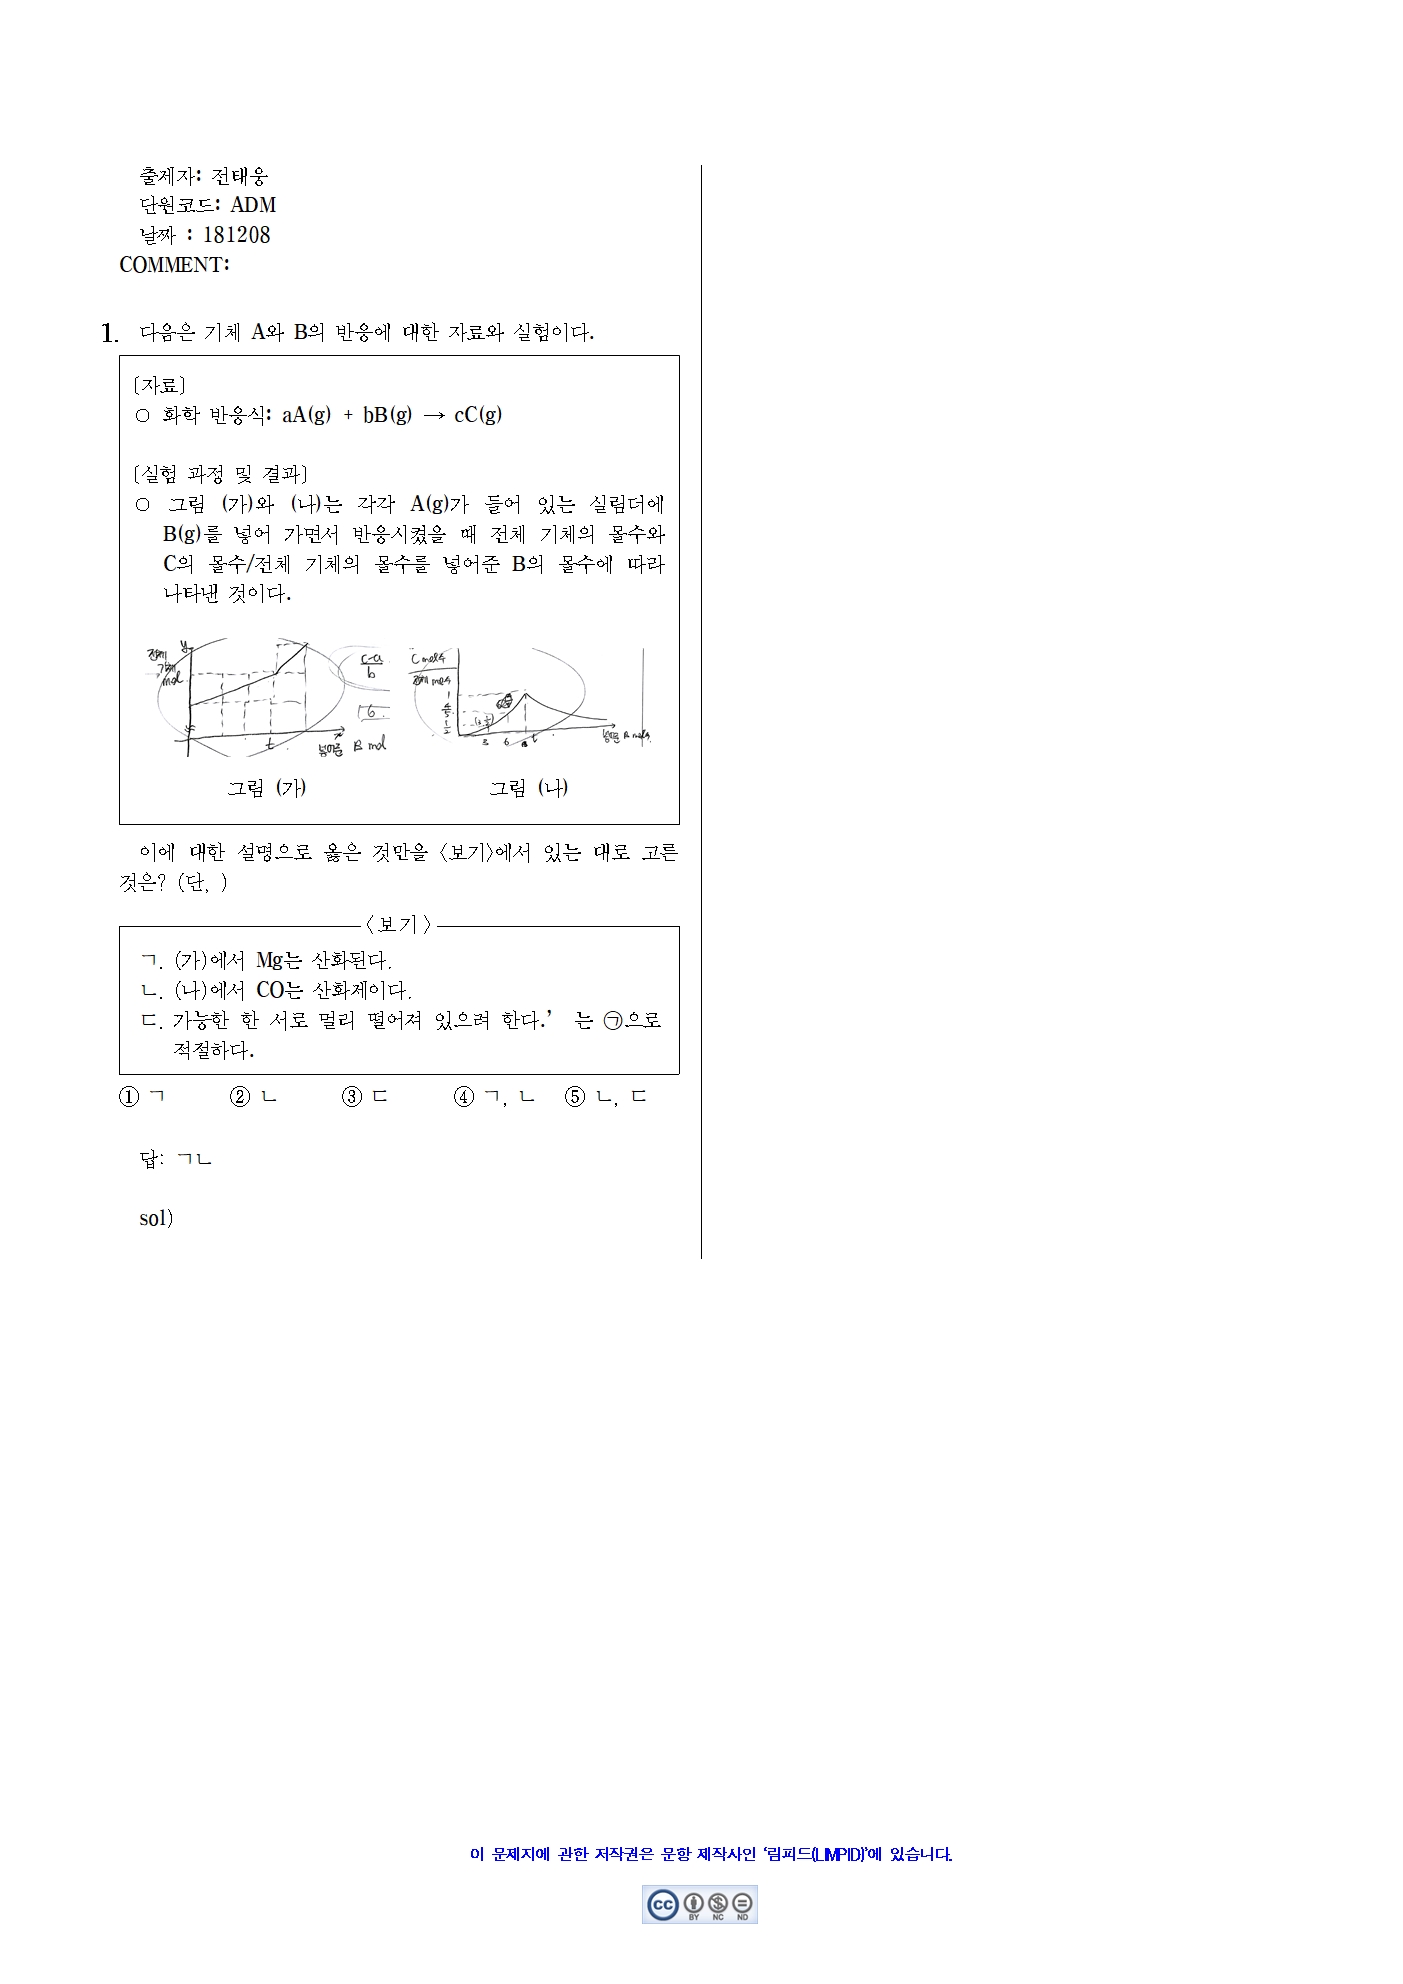 출제자: 전태웅
단원코드: ADM
날짜 : 181208
COMMENT:
1. 다음은 기체 A와 B의 반응에 대한 자료와 실험이다.
〔자료〕
○ 화학 반응식: aA(g) + bB(g) → cC(g)
〔실험 과정 및 결과〕
○ 그림 (가)와 (나)는 각각 A(g)가 들어 있는 실림더에
B(g)를 넣어 가면서 반응시켰을 때 전체 기체의 몰수와
C의 몰수/전체 기체의 몰수를 넣어준 B의 몰수에 따라
나타낸 것이다.
전체
기체
mol
y
t
x
넣어준 B mol
c-a
b
6
C mol수
전체 mol수
1
4
5
1
2
3 6 t
넣어준 B mol수
그림 (가) 그림 (나)
이에 대한 설명으로 옳은 것만을 〈보기〉에서 있는 대로 고른
것은? (단, )
〈보기〉
ㄱ. (가)에서 Mg는 산화된다.
ㄴ. (나)에서 CO는 산화제이다.
ㄷ. 가능한 한 서로 멀리 떨어져 있으려 한다.’ 는 ㉠으로
적절하다.
① ㄱ ② ㄴ ③ ㄷ ④ ㄱ, ㄴ ⑤ ㄴ, ㄷ
답: ㄱㄴ
sol)
이 문제지에 관한 저작권은 문항 제작사인 ‘림피드(LIMPID)’에 있습니다.
cc BY NC ND